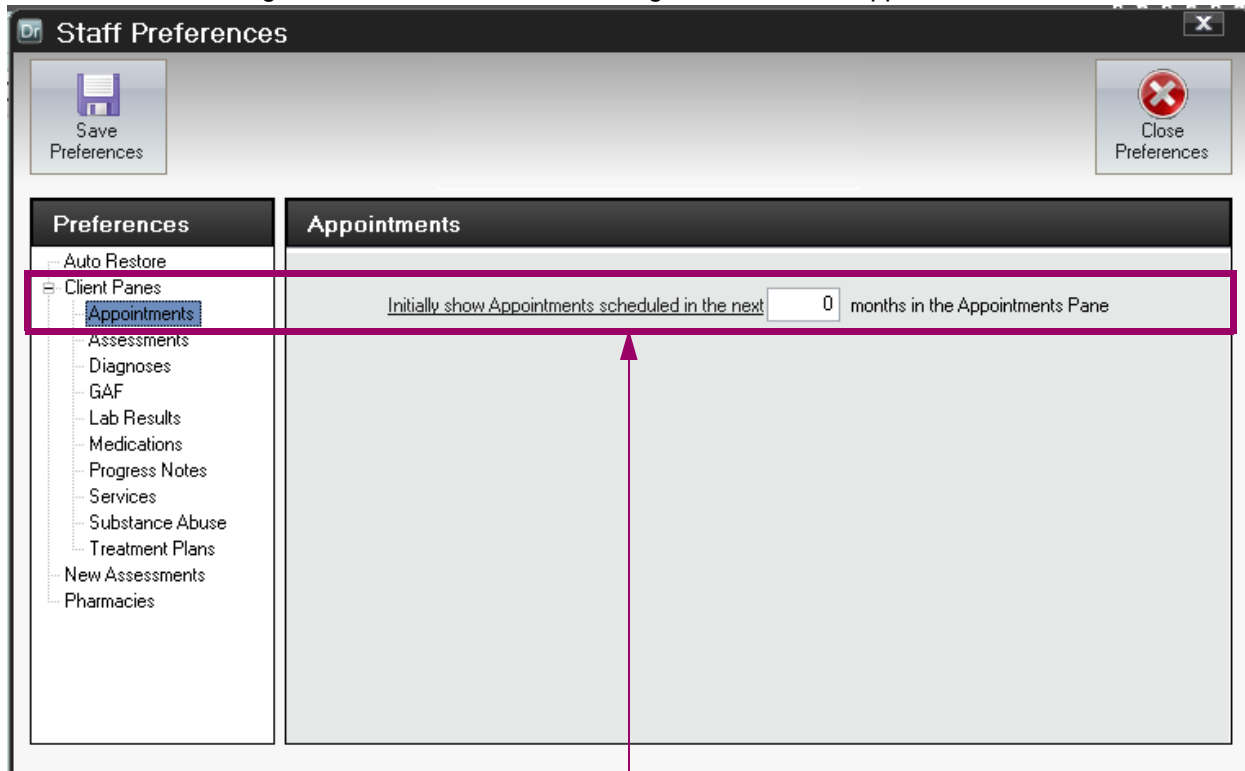 Dr Staff Preferences
X
Save
Preferences
Close
Preferences
Preferences
Appointments
Auto Restore
Client Panes
Appointments
Initially show Appointments scheduled in the next 0 months in the Appointments Pane
Assessments
Diagnoses
GAF
Lab Results
Medications
Progress Notes
Services
Substance Abuse
Treatment Plans
New Assessments
Pharmacies